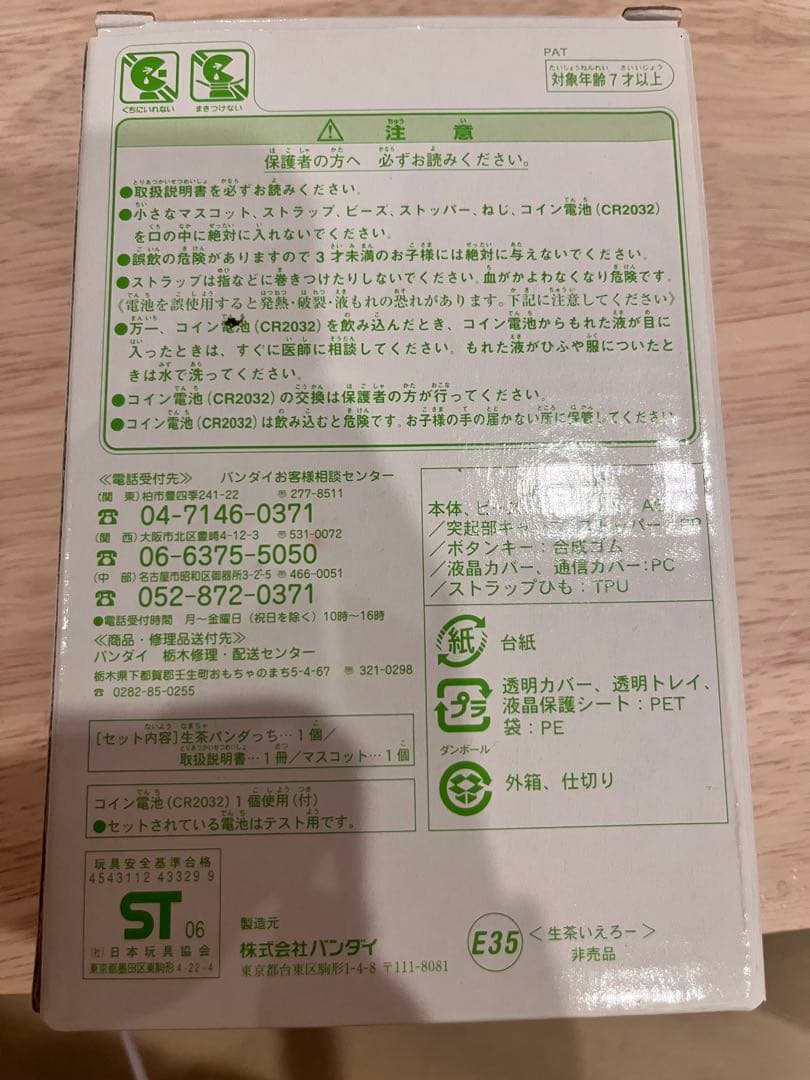 くちにいれない
まきつけない
PAT
対象年齢7才以上
注意
保護者の方へ 必ずお読みください。
●取扱説明書を必ずお読みください。
●小さなマスコット、ストラップ、ビーズ、ストッパー、ねじ、コイン電池(CR2032)
を口の中に絶対に入れないでください。
●誤飲の危険がありますので3才未満のお子様には絶対に与えないでください。
●ストラップは指などに巻きつけたりしないでください。血がかよわなくなり危険です。
《電池を誤使用すると発熱・破裂・液もれの恐れがあります。下記に注意してください》
●万一、コイン電池(CR2032)を飲み込んだとき、コイン電池からもれた液が目に
入ったときは、すぐに医師に相談してください。もれた液がひふや服についたと
きは水で洗ってください。
●コイン電池(CR2032)の交換は保護者の方が行ってください。
●コイン電池(CR2032)は飲み込むと危険です。お子様の手の届かない所に保管してください。
≪電話受付先≫ バンダイお客様相談センター
(関 東)柏市豊四季241-22 〒277-8511
☎ 04-7146-0371
(関 西)大阪市北区豊崎4-12-3 〒531-0072
☎ 06-6375-5050
(中 部)名古屋市昭和区御器所3-2-5 〒466-0051
☎ 052-872-0371
●電話受付時間 月～金曜日(祝日を除く)10時～16時
≪商品・修理品送付先≫
バンダイ 栃木修理・配送センター
栃木県下都賀郡壬生町おもちゃのまち5-4-67 〒321-0298
☎ 0282-85-0255
[セット内容]生茶パンダっち…1個/
取扱説明書…1冊/マスコット…1個
コイン電池(CR2032)1個使用(付)
●セットされている電池はテスト用です。
本体、ビーズ
/突起部キャップ、ストッパー:PP
/ボタンキー:合成ゴム
/液晶カバー、通信カバー:PC
/ストラップひも:TPU
紙
台紙
プラ
透明カバー、透明トレイ、
液晶保護シート:PET
袋:PE
ダンボール
外箱、仕切り
玩具安全基準合格
4543112 43329 9
ST 06
(社)日本玩具協会
東京都墨田区東駒形4-22-4
製造元
株式会社バンダイ
東京都台東区駒形1-4-8 〒111-8081
E35
<生茶いえろー>
非売品